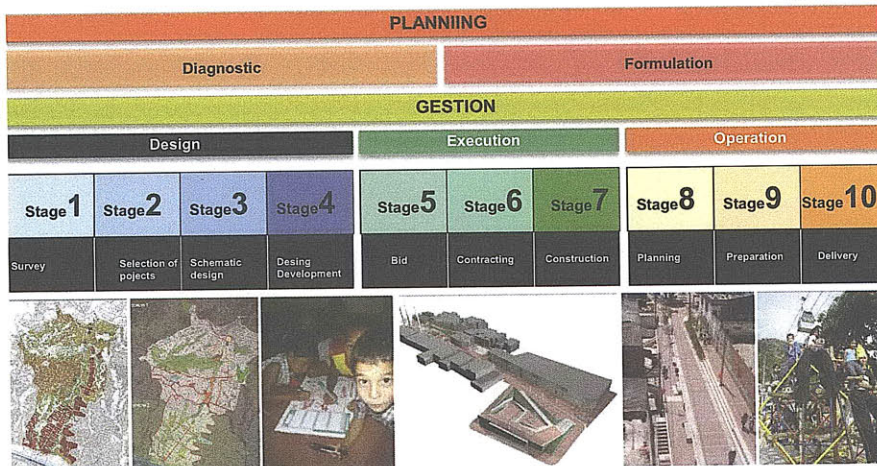 PLANNIING
Diagnostic Formulation
GESTION
Design Execution Operation
Stage1 Stage2 Stage3 Stage4 Stage5 Stage6 Stage7 Stage8 Stage9 Stage10
Survey Selection of pojects Schematic design Desing Development Bid Contracting Construction Planning Preparation Delivery